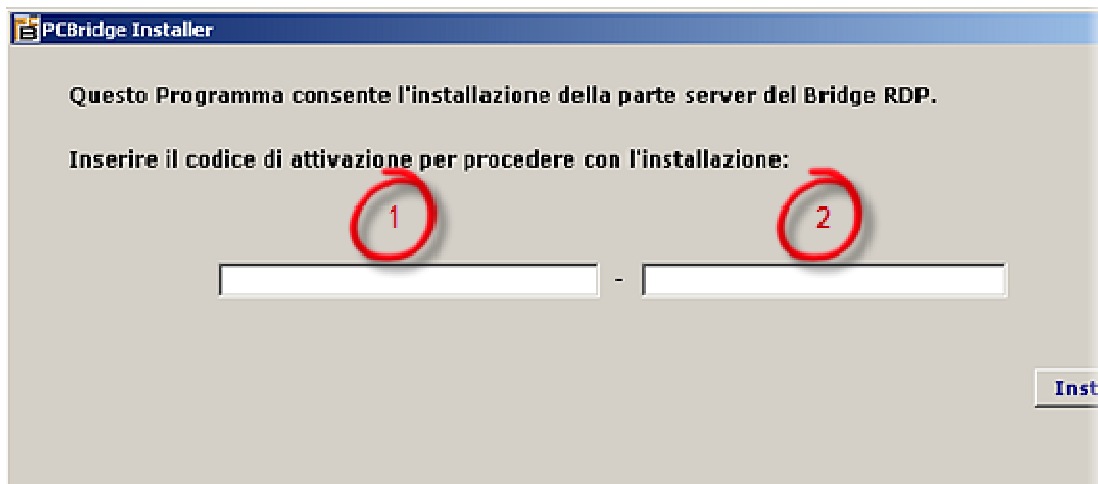 PCBridge Installer
Questo Programma consente l'installazione della parte server del Bridge RDP.
Inserire il codice di attivazione per procedere con l'installazione:
1 2
-
Inst